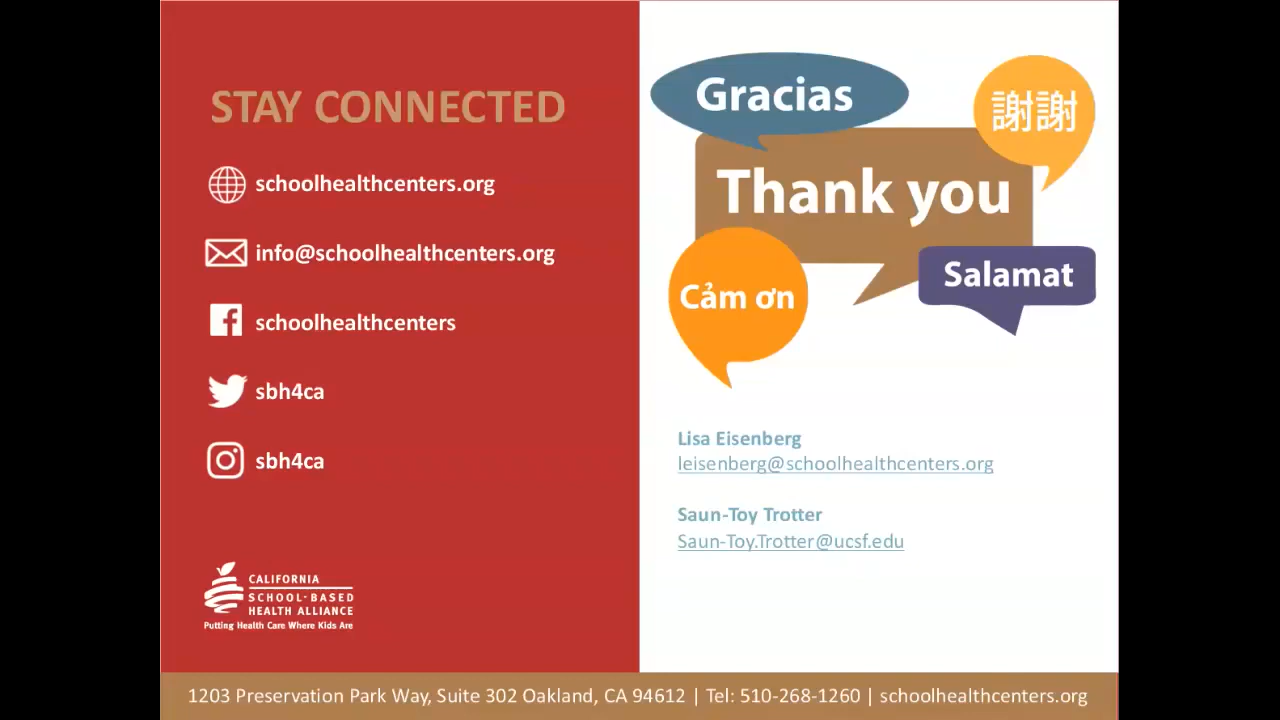 STAY CONNECTED
schoolhealthcenters.org
info@schoolhealthcenters.org
schoolhealthcenters
sbh4ca
sbh4ca
CALIFORNIA
SCHOOL-BASED
HEALTH ALLIANCE
Putting Health Care Where Kids Are
Gracias
謝謝
Thank you
Cảm ơn
Salamat
Lisa Eisenberg
leisenberg@schoolhealthcenters.org
Saun-Toy Trotter
Saun-Toy.Trotter@ucsf.edu
1203 Preservation Park Way, Suite 302 Oakland, CA 94612 | Tel: 510-268-1260 | schoolhealthcenters.org